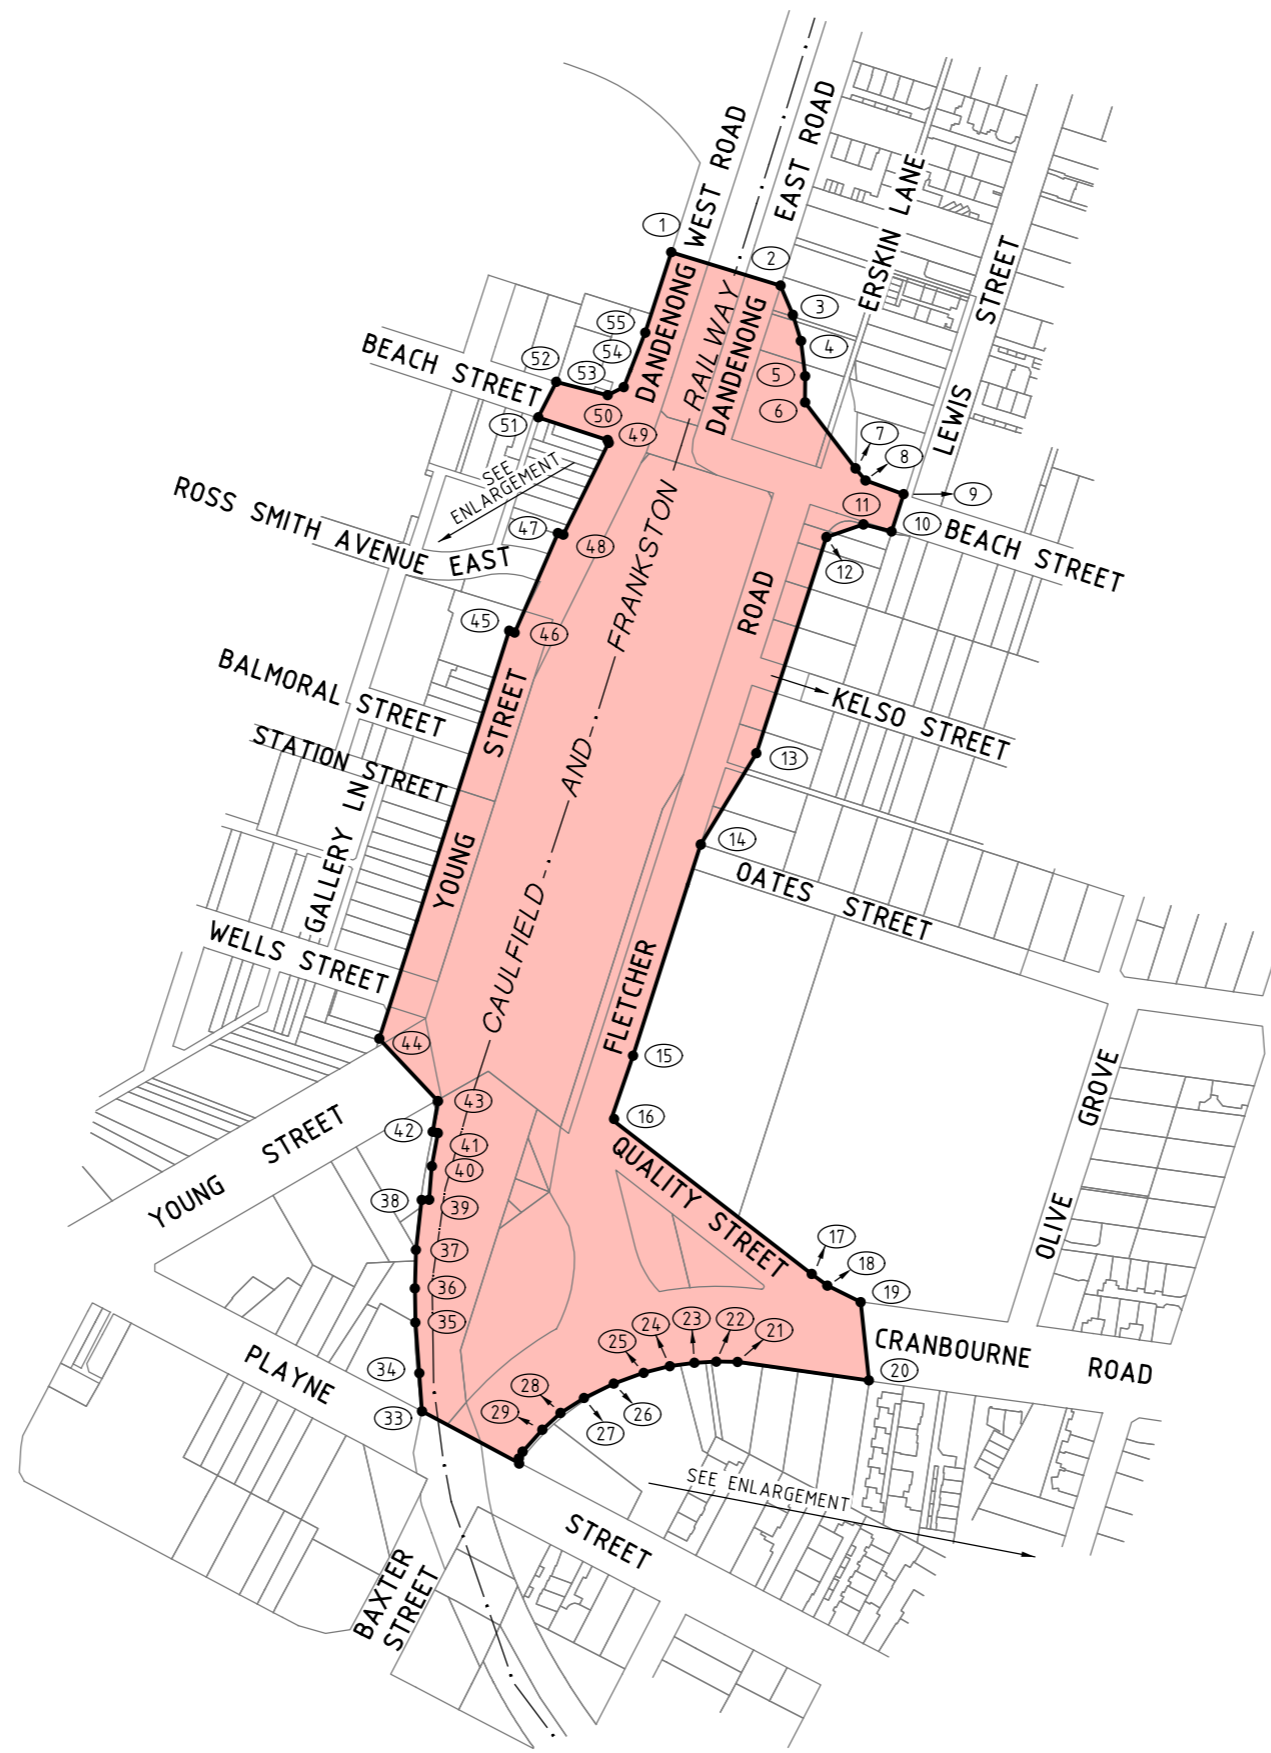 WEST ROAD
EAST ROAD
ERSKIN LANE
LEWIS STREET
1
2
3
4
5
6
7
8
9
10
11
12
DANDENONG
RAILWAY
DANDENONG
55
54
53
52
51
50
49
48
47
46
45
BEACH STREET
SEE
ENLARGEMENT
BEACH STREET
ROSS SMITH AVENUE EAST
FRANKSTON
AND
CAULFIELD
ROAD
FLETCHER
KELSO STREET
BALMORAL STREET
STATION STREET
GALLERY LN
STREET
YOUNG
13
14
OATES STREET
WELLS STREET
15
16
44
43
42
41
40
39
38
37
36
35
34
33
YOUNG STREET
QUALITY STREET
OLIVE GROVE
17
18
19
20
21
22
23
24
25
26
27
28
29
CRANBOURNE ROAD
PLAYNE
STREET
SEE ENLARGEMENT
BAXTER
STREET